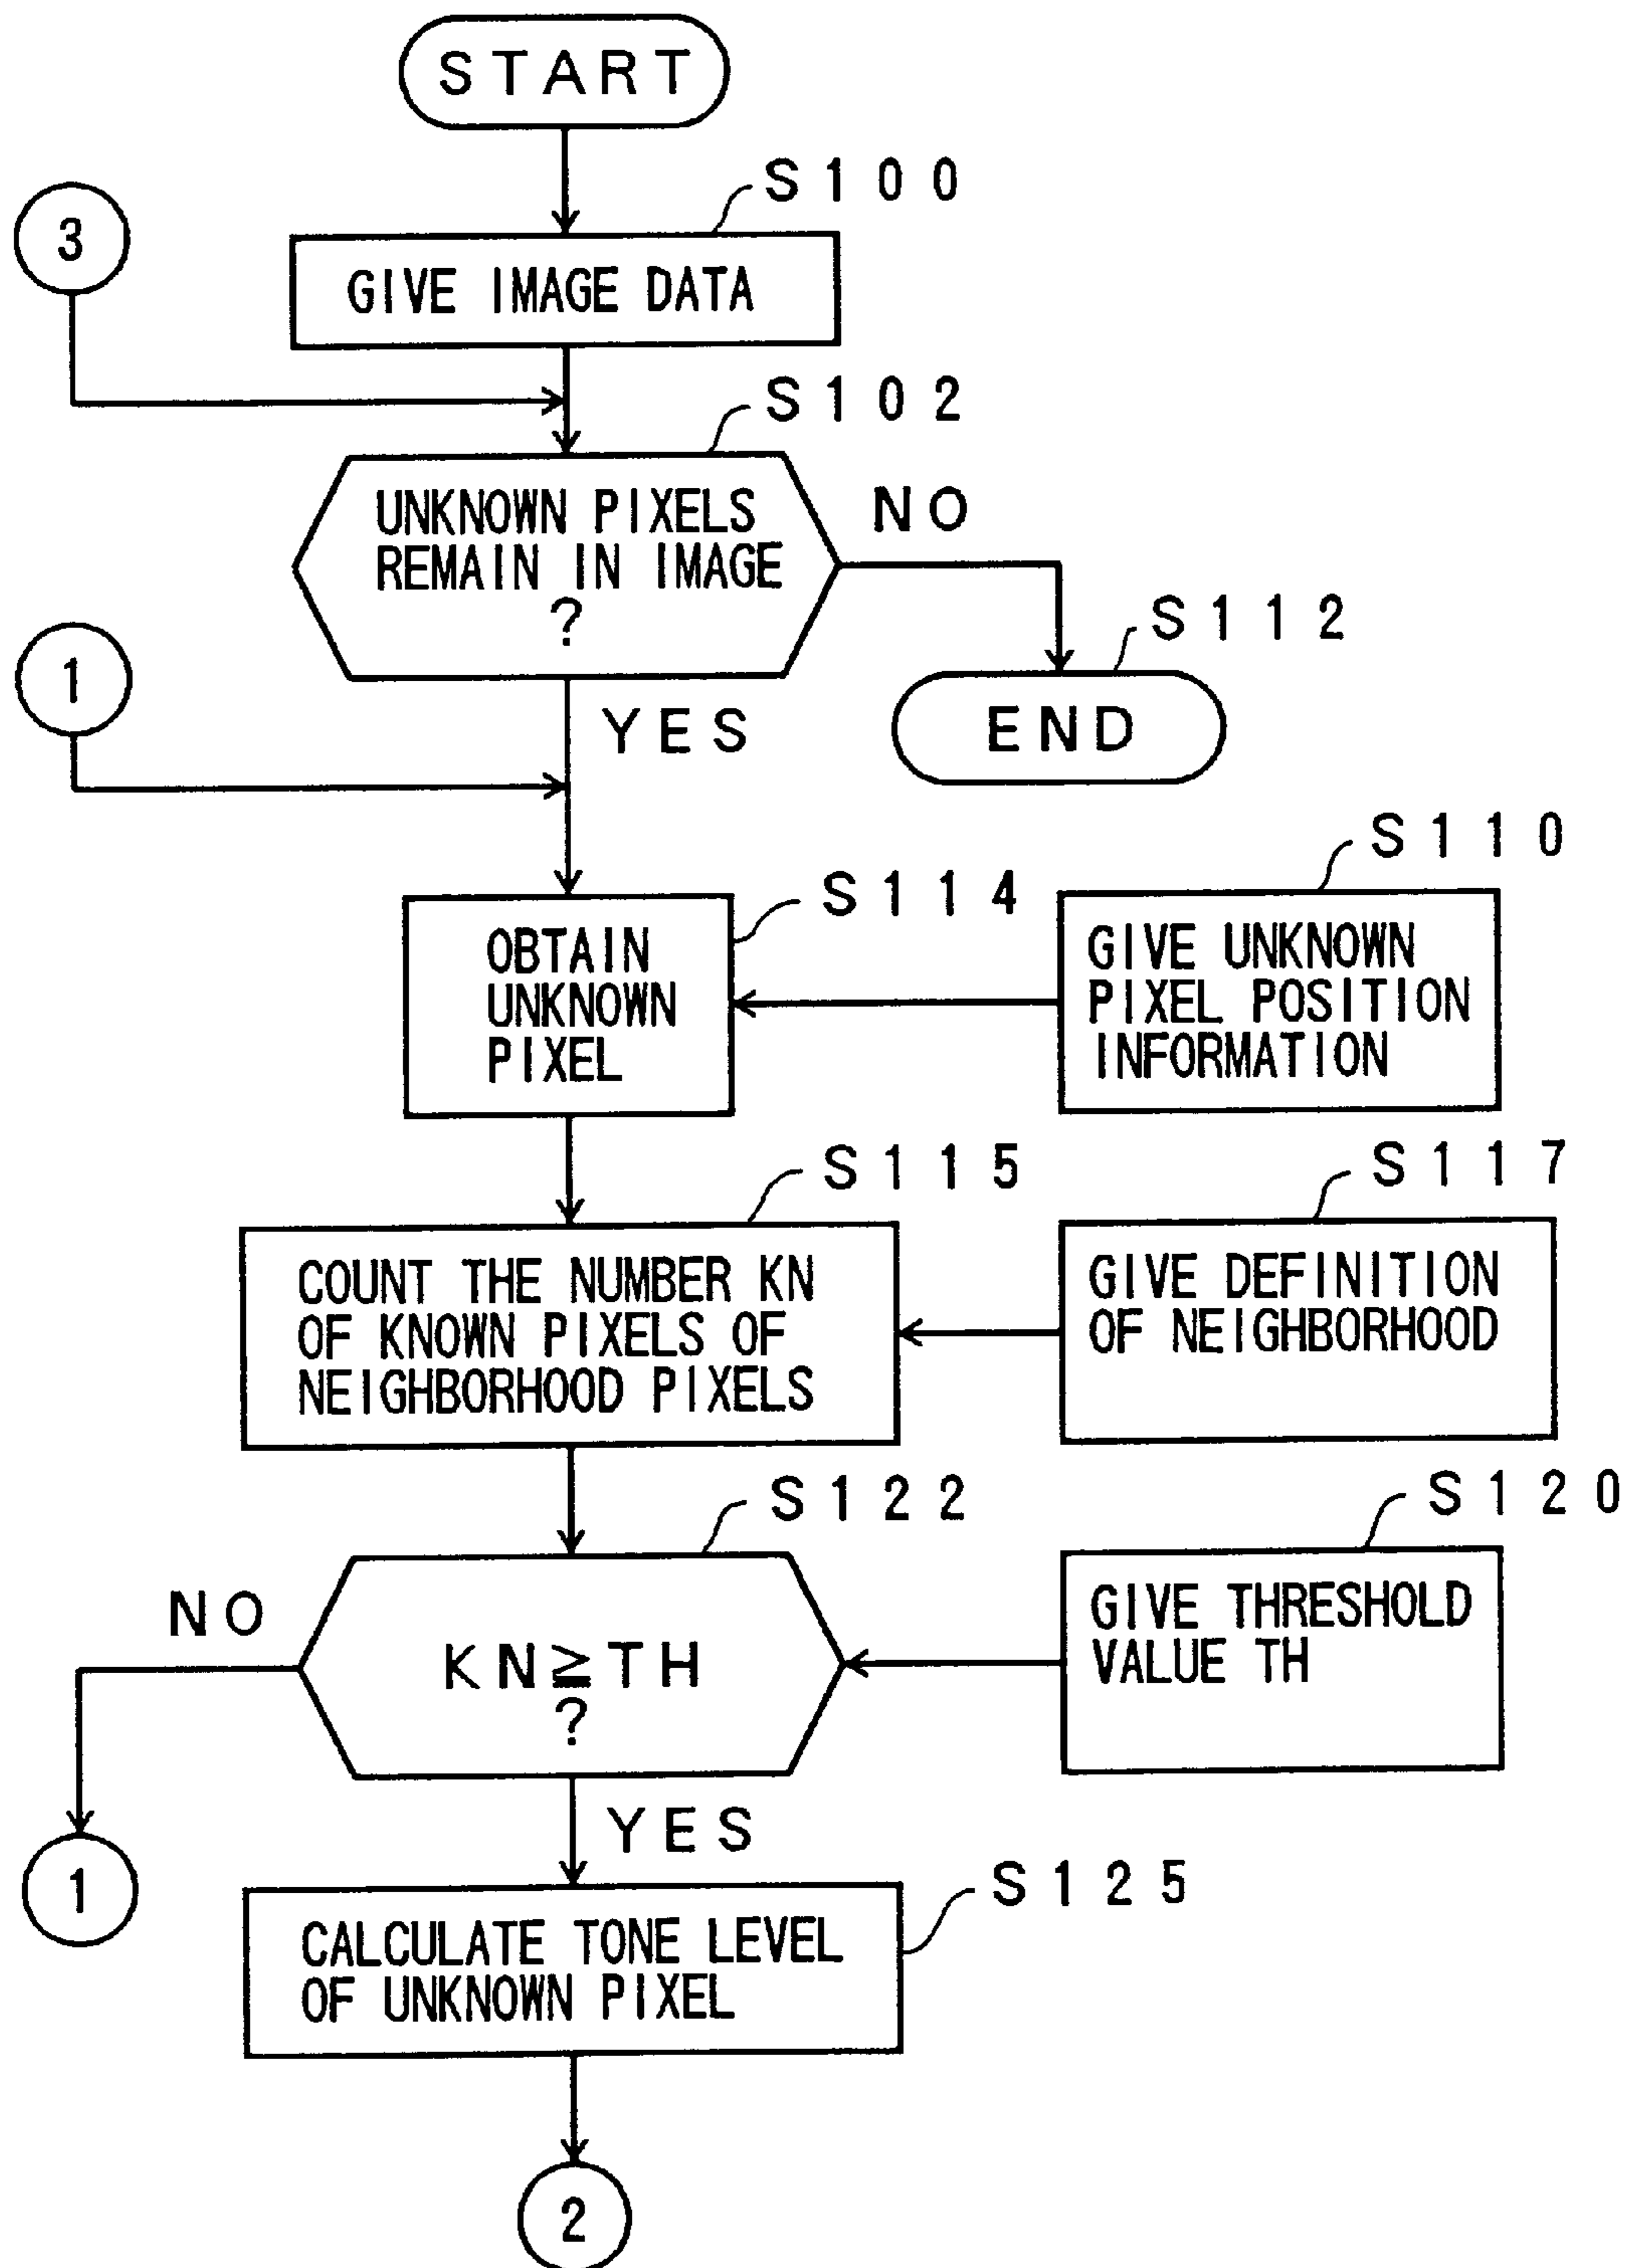 START
S100
3
GIVE IMAGE DATA
S102
UNKNOWN PIXELS
REMAIN IN IMAGE
?
NO
S112
1
YES
END
S110
S114
OBTAIN
UNKNOWN
PIXEL
GIVE UNKNOWN
PIXEL POSITION
INFORMATION
S115
S117
COUNT THE NUMBER KN
OF KNOWN PIXELS OF
NEIGHBORHOOD PIXELS
GIVE DEFINITION
OF NEIGHBORHOOD
S122
S120
NO
KN≧TH
?
GIVE THRESHOLD
VALUE TH
YES
1
S125
CALCULATE TONE LEVEL
OF UNKNOWN PIXEL
2